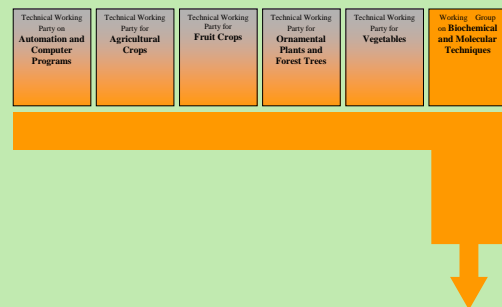 Technical Working
Party on
Automation and
Computer
Programs
Technical Working
Party for
Agricultural
Crops
Technical Working
Party for
Fruit Crops
Technical Working
Party for
Ornamental
Plants and
Forest Trees
Technical Working
Party for
Vegetables
Working Group
on Biochemical
and Molecular
Techniques